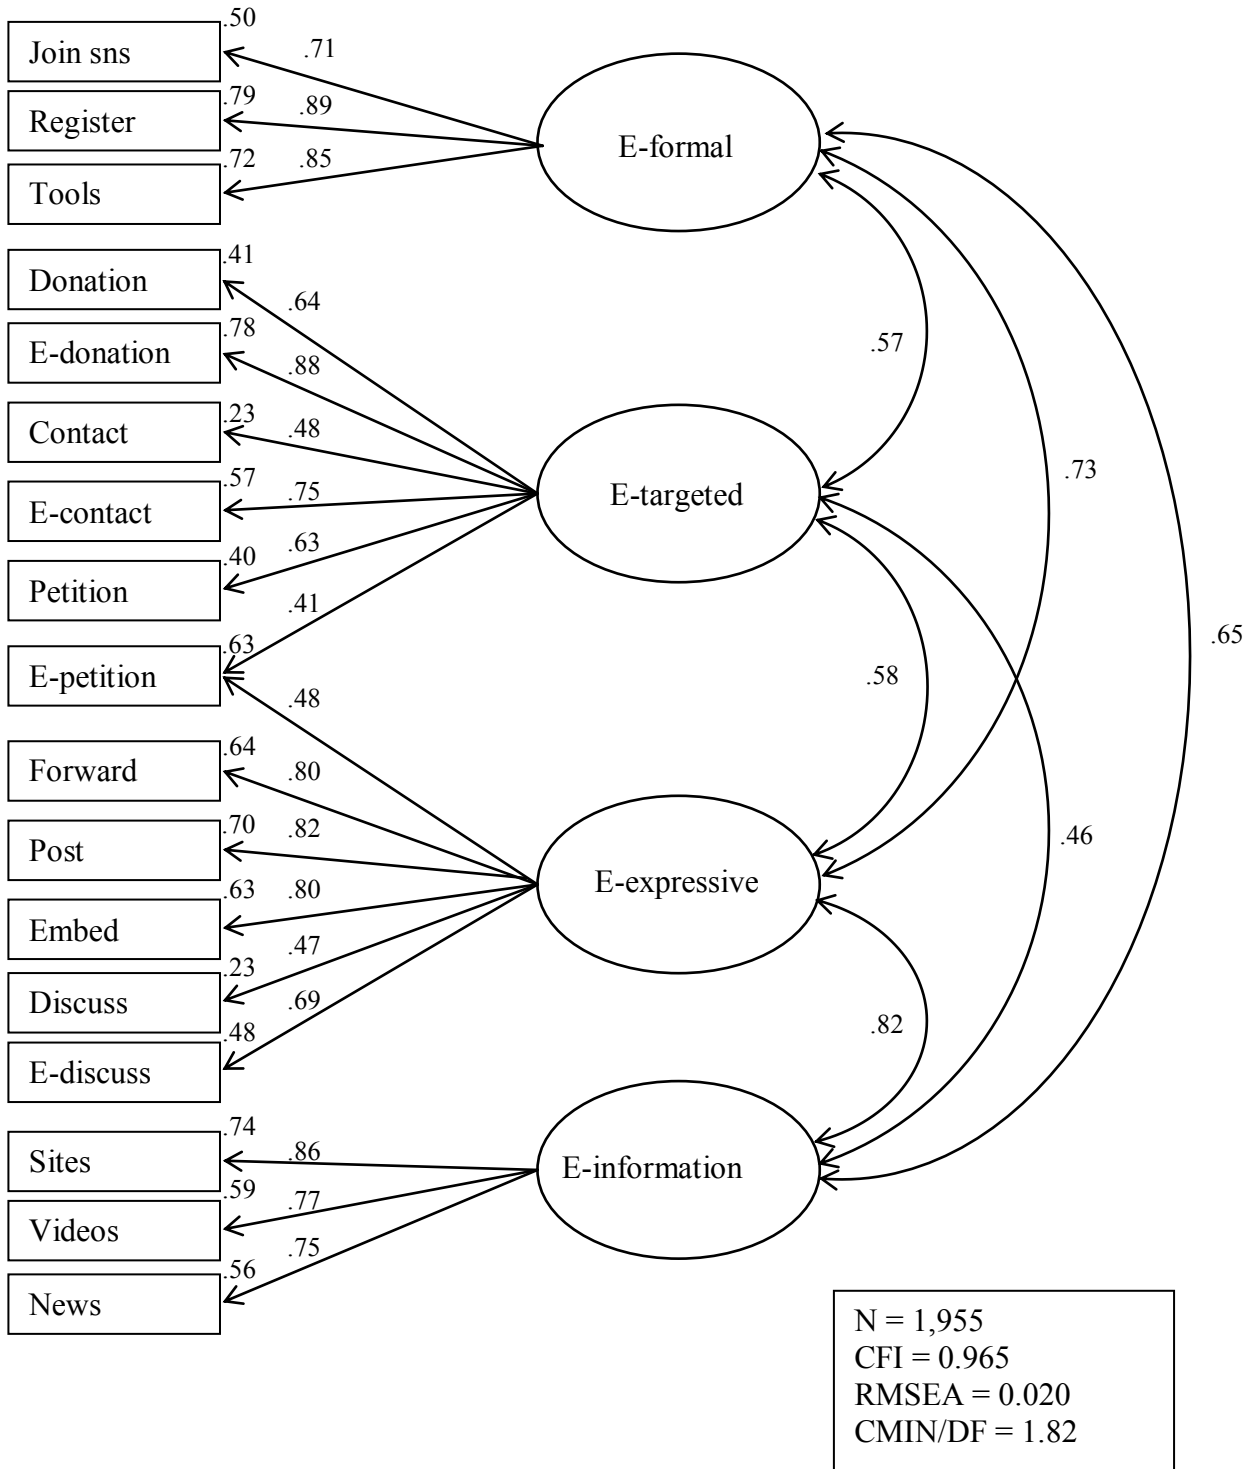 .50
Join sns
.71
.79
Register
.89
.72
Tools
.85
E-formal
.41
Donation
.64
.78
E-donation
.88
.23
Contact
.48
.57
E-contact
.75
.40
Petition
.63
.41
E-targeted
.63
E-petition
.48
.64
Forward
.80
.70
Post
.82
.63
Embed
.80
.23
Discuss
.47
.48
E-discuss
.69
E-expressive
.74
Sites
.86
.59
Videos
.77
.56
News
.75
E-information
.57
.73
.65
.58
.46
.82
N = 1,955
CFI = 0.965
RMSEA = 0.020
CMIN/DF = 1.82